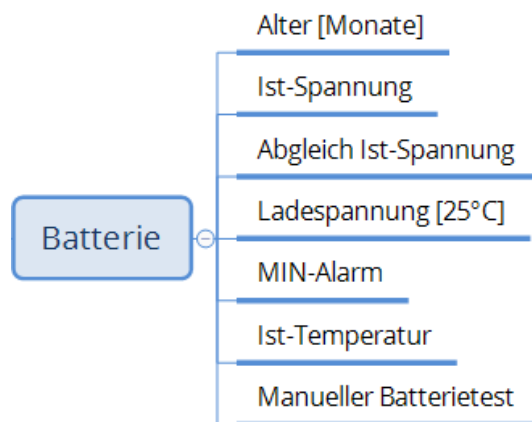 Alter [Monate]
Ist-Spannung
Abgleich Ist-Spannung
Batterie
Ladespannung [25°C]
MIN-Alarm
Ist-Temperatur
Manueller Batterietest